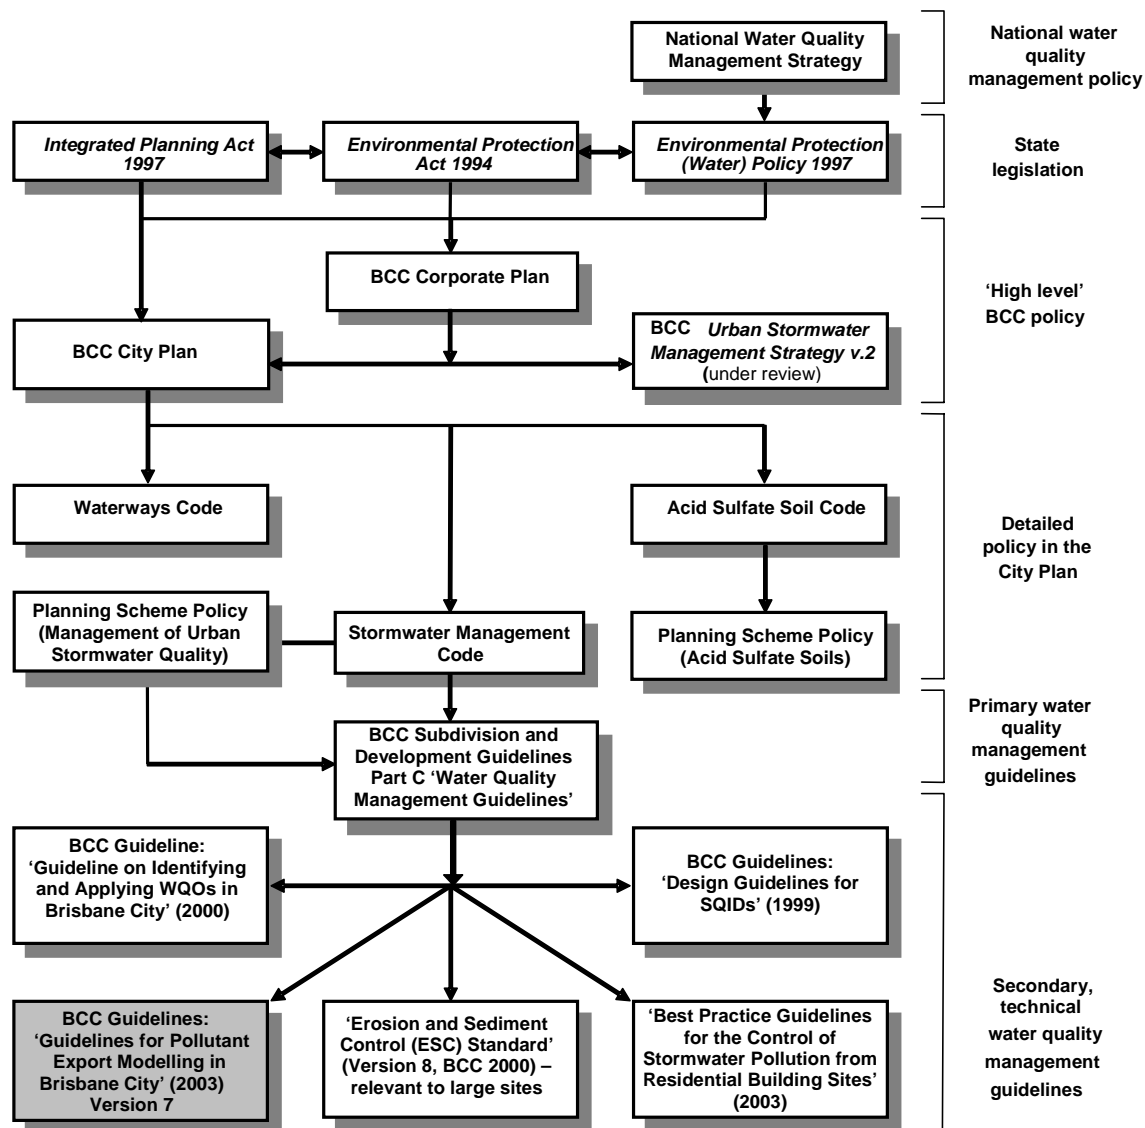 National Water Quality
Management Strategy
National water
quality
management policy
Integrated Planning Act
1997
Environmental Protection
Act 1994
Environmental Protection
(Water) Policy 1997
State
legislation
BCC Corporate Plan
‘High level’
BCC policy
BCC City Plan
BCC Urban Stormwater
Management Strategy v.2
(under review)
Waterways Code
Acid Sulfate Soil Code
Detailed
policy in the
City Plan
Planning Scheme Policy
(Management of Urban
Stormwater Quality)
Stormwater Management
Code
Planning Scheme Policy
(Acid Sulfate Soils)
Primary water
quality
management
guidelines
BCC Subdivision and
Development Guidelines
Part C ‘Water Quality
Management Guidelines’
BCC Guideline:
‘Guideline on Identifying
and Applying WQOs in
Brisbane City’ (2000)
BCC Guidelines:
‘Design Guidelines for
SQIDs’ (1999)
BCC Guidelines:
‘Guidelines for Pollutant
Export Modelling in
Brisbane City’ (2003)
Version 7
‘Erosion and Sediment
Control (ESC) Standard’
(Version 8, BCC 2000) –
relevant to large sites
‘Best Practice Guidelines
for the Control of
Stormwater Pollution from
Residential Building Sites’
(2003)
Secondary,
technical
water quality
management
guidelines